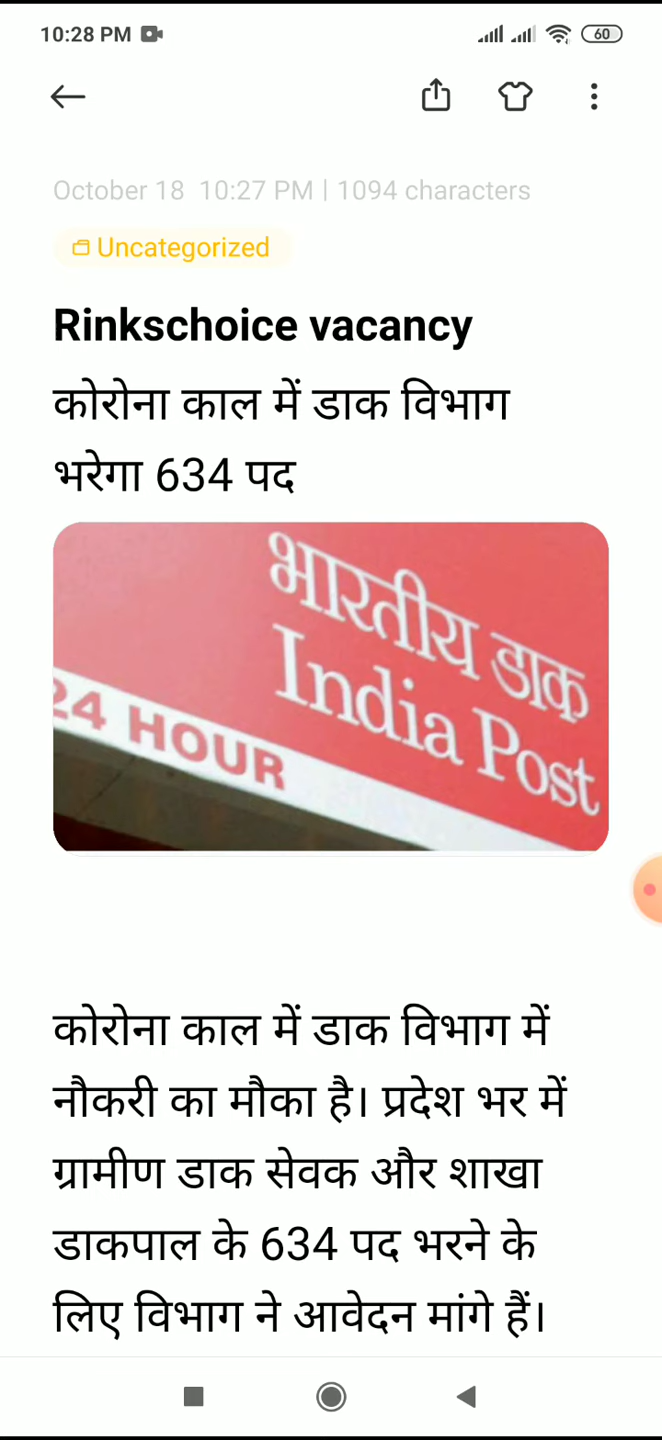 10:28 PM
60
October 18 10:27 PM | 1094 characters
Uncategorized
Rinkschoice vacancy
कोरोना काल में डाक विभाग
भरेगा 634 पद
भारतीय डाक
India Post
24 HOUR
कोरोना काल में डाक विभाग में
नौकरी का मौका है। प्रदेश भर में
ग्रामीण डाक सेवक और शाखा
डाकपाल के 634 पद भरने के
लिए विभाग ने आवेदन मांगे हैं।